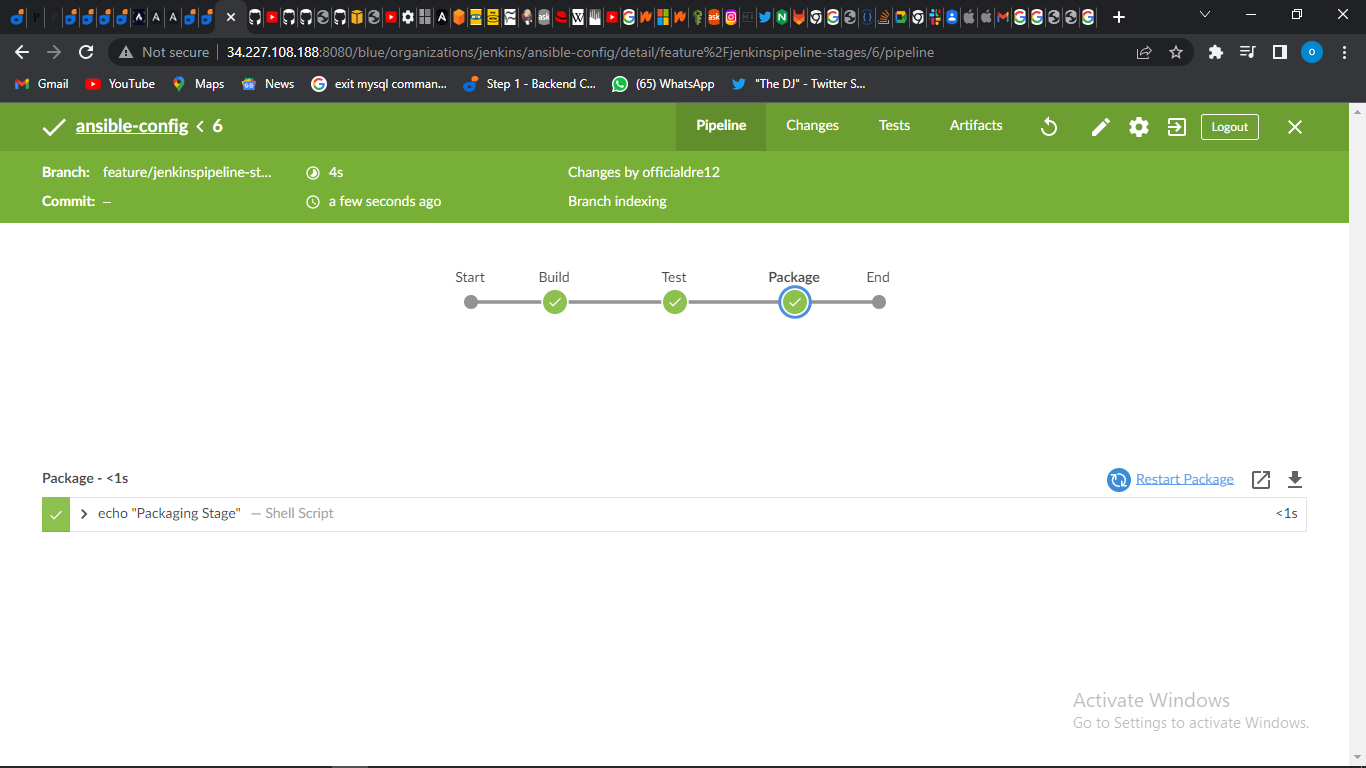 Not secure 34.227.108.188:8080/blue/organizations/jenkins/ansible-config/detail/feature%2Fjenkinspipeline-stages/6/pipeline
Gmail YouTube Maps News exit mysql comman... Step 1 - Backend C... (65) WhatsApp "The DJ" - Twitter S...
ansible-config < 6 Pipeline Changes Tests Artifacts Logout
Branch: feature/jenkinspipeline-st... 4s Changes by officialdre12
Commit: – a few seconds ago Branch indexing
Start Build Test Package End
Package - <1s Restart Package
echo "Packaging Stage" — Shell Script <1s
Activate Windows
Go to Settings to activate Windows.